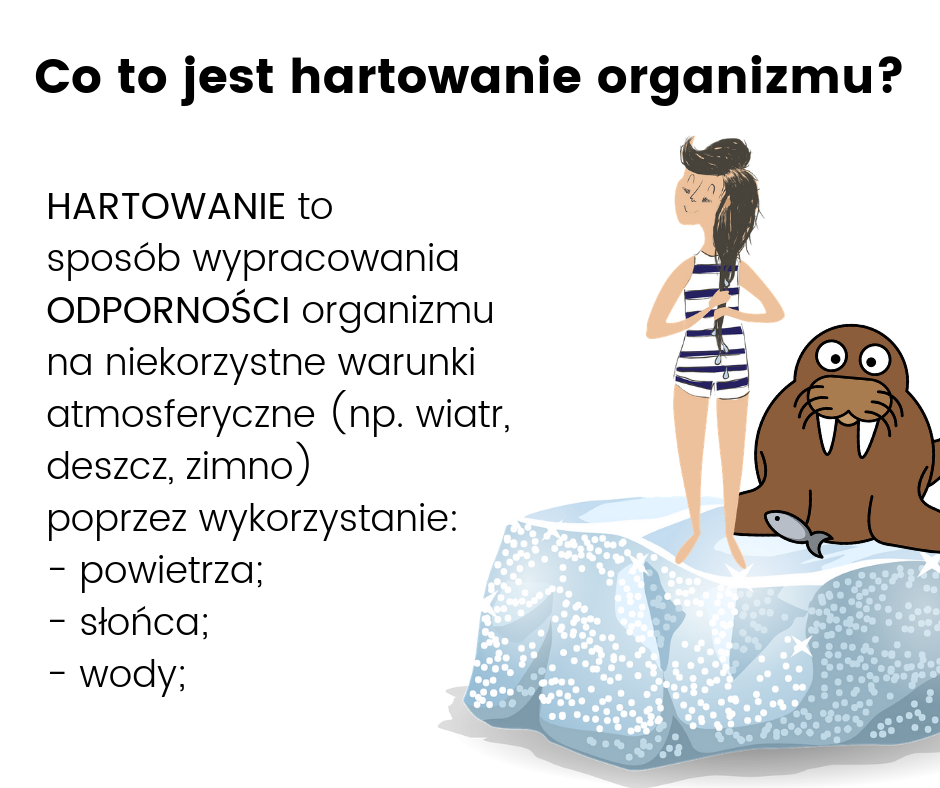 Co to jest hartowanie organizmu?
HARTOWANIE to
sposób wypracowania
ODPORNOŚCI organizmu
na niekorzystne warunki
atmosferyczne (np. wiatr,
deszcz, zimno)
poprzez wykorzystanie:
- powietrza;
- słońca;
- wody;